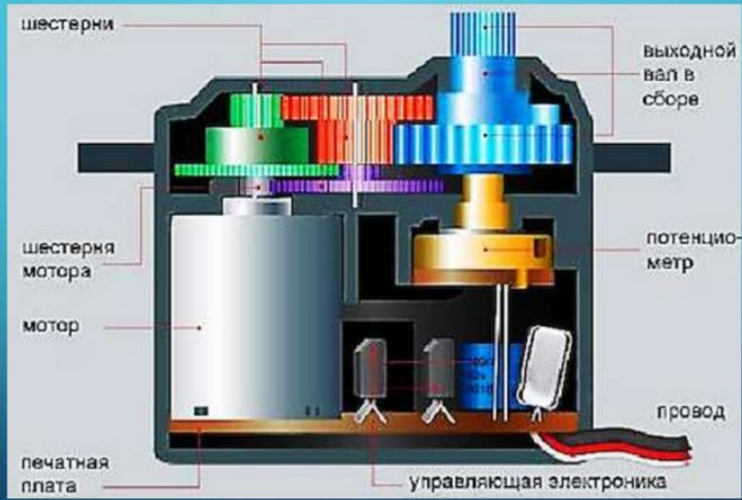 шестерни
выходной
вал в
сборе
шестерня
мотора
потенцио-
метр
мотор
провод
печатная
плата
управляющая электроника